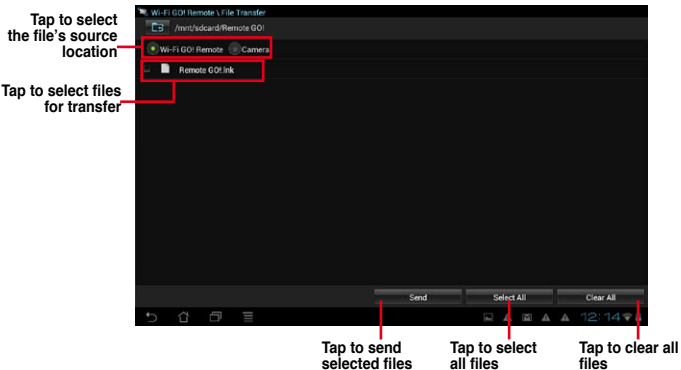 Tap to select
the file's source
location
Wi-Fi GO! Remote \ File Transfer
/mnt/sdcard/Remote GO!
Wi-Fi GO! Remote Camera
Remote GO!.lnk
Tap to select files
for transfer
Send Select All Clear All
12:14
Tap to send
selected files
Tap to select
all files
Tap to clear all
files